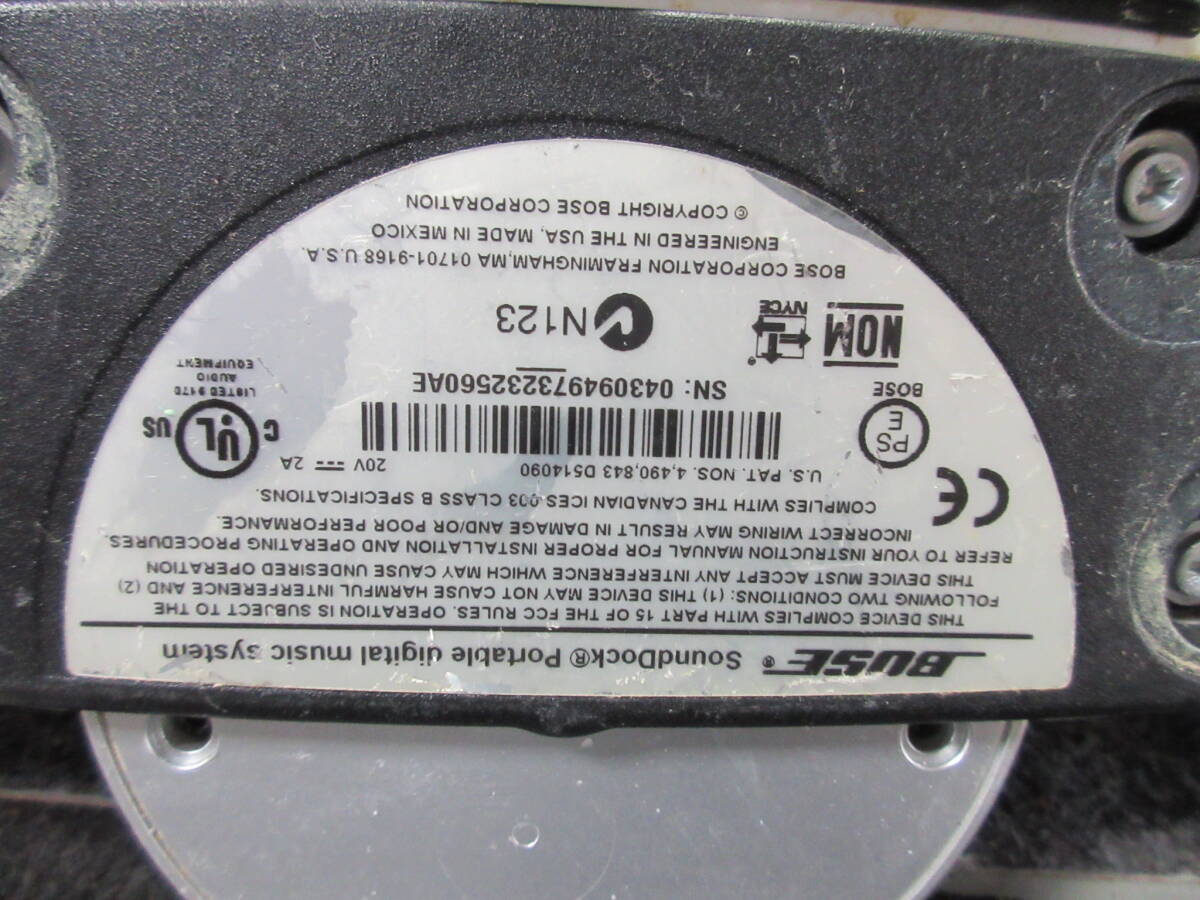 BOSE® SoundDock® Portable digital music system
THIS DEVICE COMPLIES WITH PART 15 OF THE FCC RULES. OPERATION IS SUBJECT TO THE
FOLLOWING TWO CONDITIONS: (1) THIS DEVICE MAY NOT CAUSE HARMFUL INTERFERENCE AND (2)
THIS DEVICE MUST ACCEPT ANY INTERFERENCE WHICH MAY CAUSE UNDESIRED OPERATION
REFER TO YOUR INSTRUCTION MANUAL FOR PROPER INSTALLATION AND OPERATING PROCEDURES.
INCORRECT WIRING MAY RESULT IN DAMAGE AND/OR POOR PERFORMANCE.
COMPLIES WITH THE CANADIAN ICES-003 CLASS B SPECIFICATIONS.
CE
U.S. PAT. NOS. 4,490,843 D514090
20V ⎓ 2A
PS
E
BOSE
C UL US
LISTED 9170
AUDIO
EQUIPMENT
SN: 043094973232560AE
NOM
NYCE
N123
BOSE CORPORATION FRAMINGHAM,MA 01701-9168 U.S.A.
ENGINEERED IN THE USA, MADE IN MEXICO
© COPYRIGHT BOSE CORPORATION